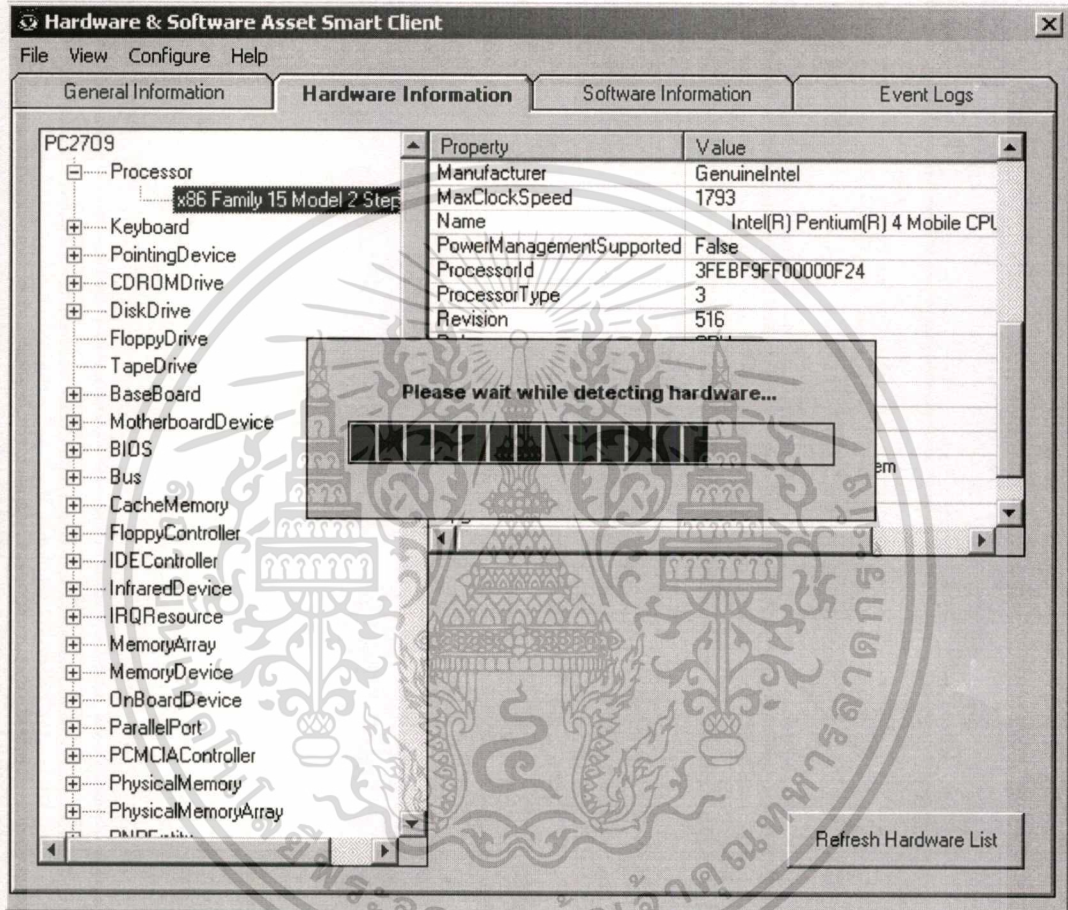 Hardware & Software Asset Smart Client
File View Configure Help
General Information
Hardware Information
Software Information
Event Logs
PC2709
Processor
x86 Family 15 Model 2 Step
Keyboard
PointingDevice
CDROMDrive
DiskDrive
FloppyDrive
TapeDrive
BaseBoard
MotherboardDevice
BIOS
Bus
CacheMemory
FloppyController
IDEController
InfraredDevice
IRQResource
MemoryArray
MemoryDevice
OnBoardDevice
ParallelPort
PCMCIAController
PhysicalMemory
PhysicalMemoryArray
Property Value
Manufacturer GenuineIntel
MaxClockSpeed 1793
Name Intel(R) Pentium(R) 4 Mobile CPU
PowerManagementSupported False
ProcessorId 3FEBF9FF00000F24
ProcessorType 3
Revision 516
Please wait while detecting hardware...
em
Refresh Hardware List